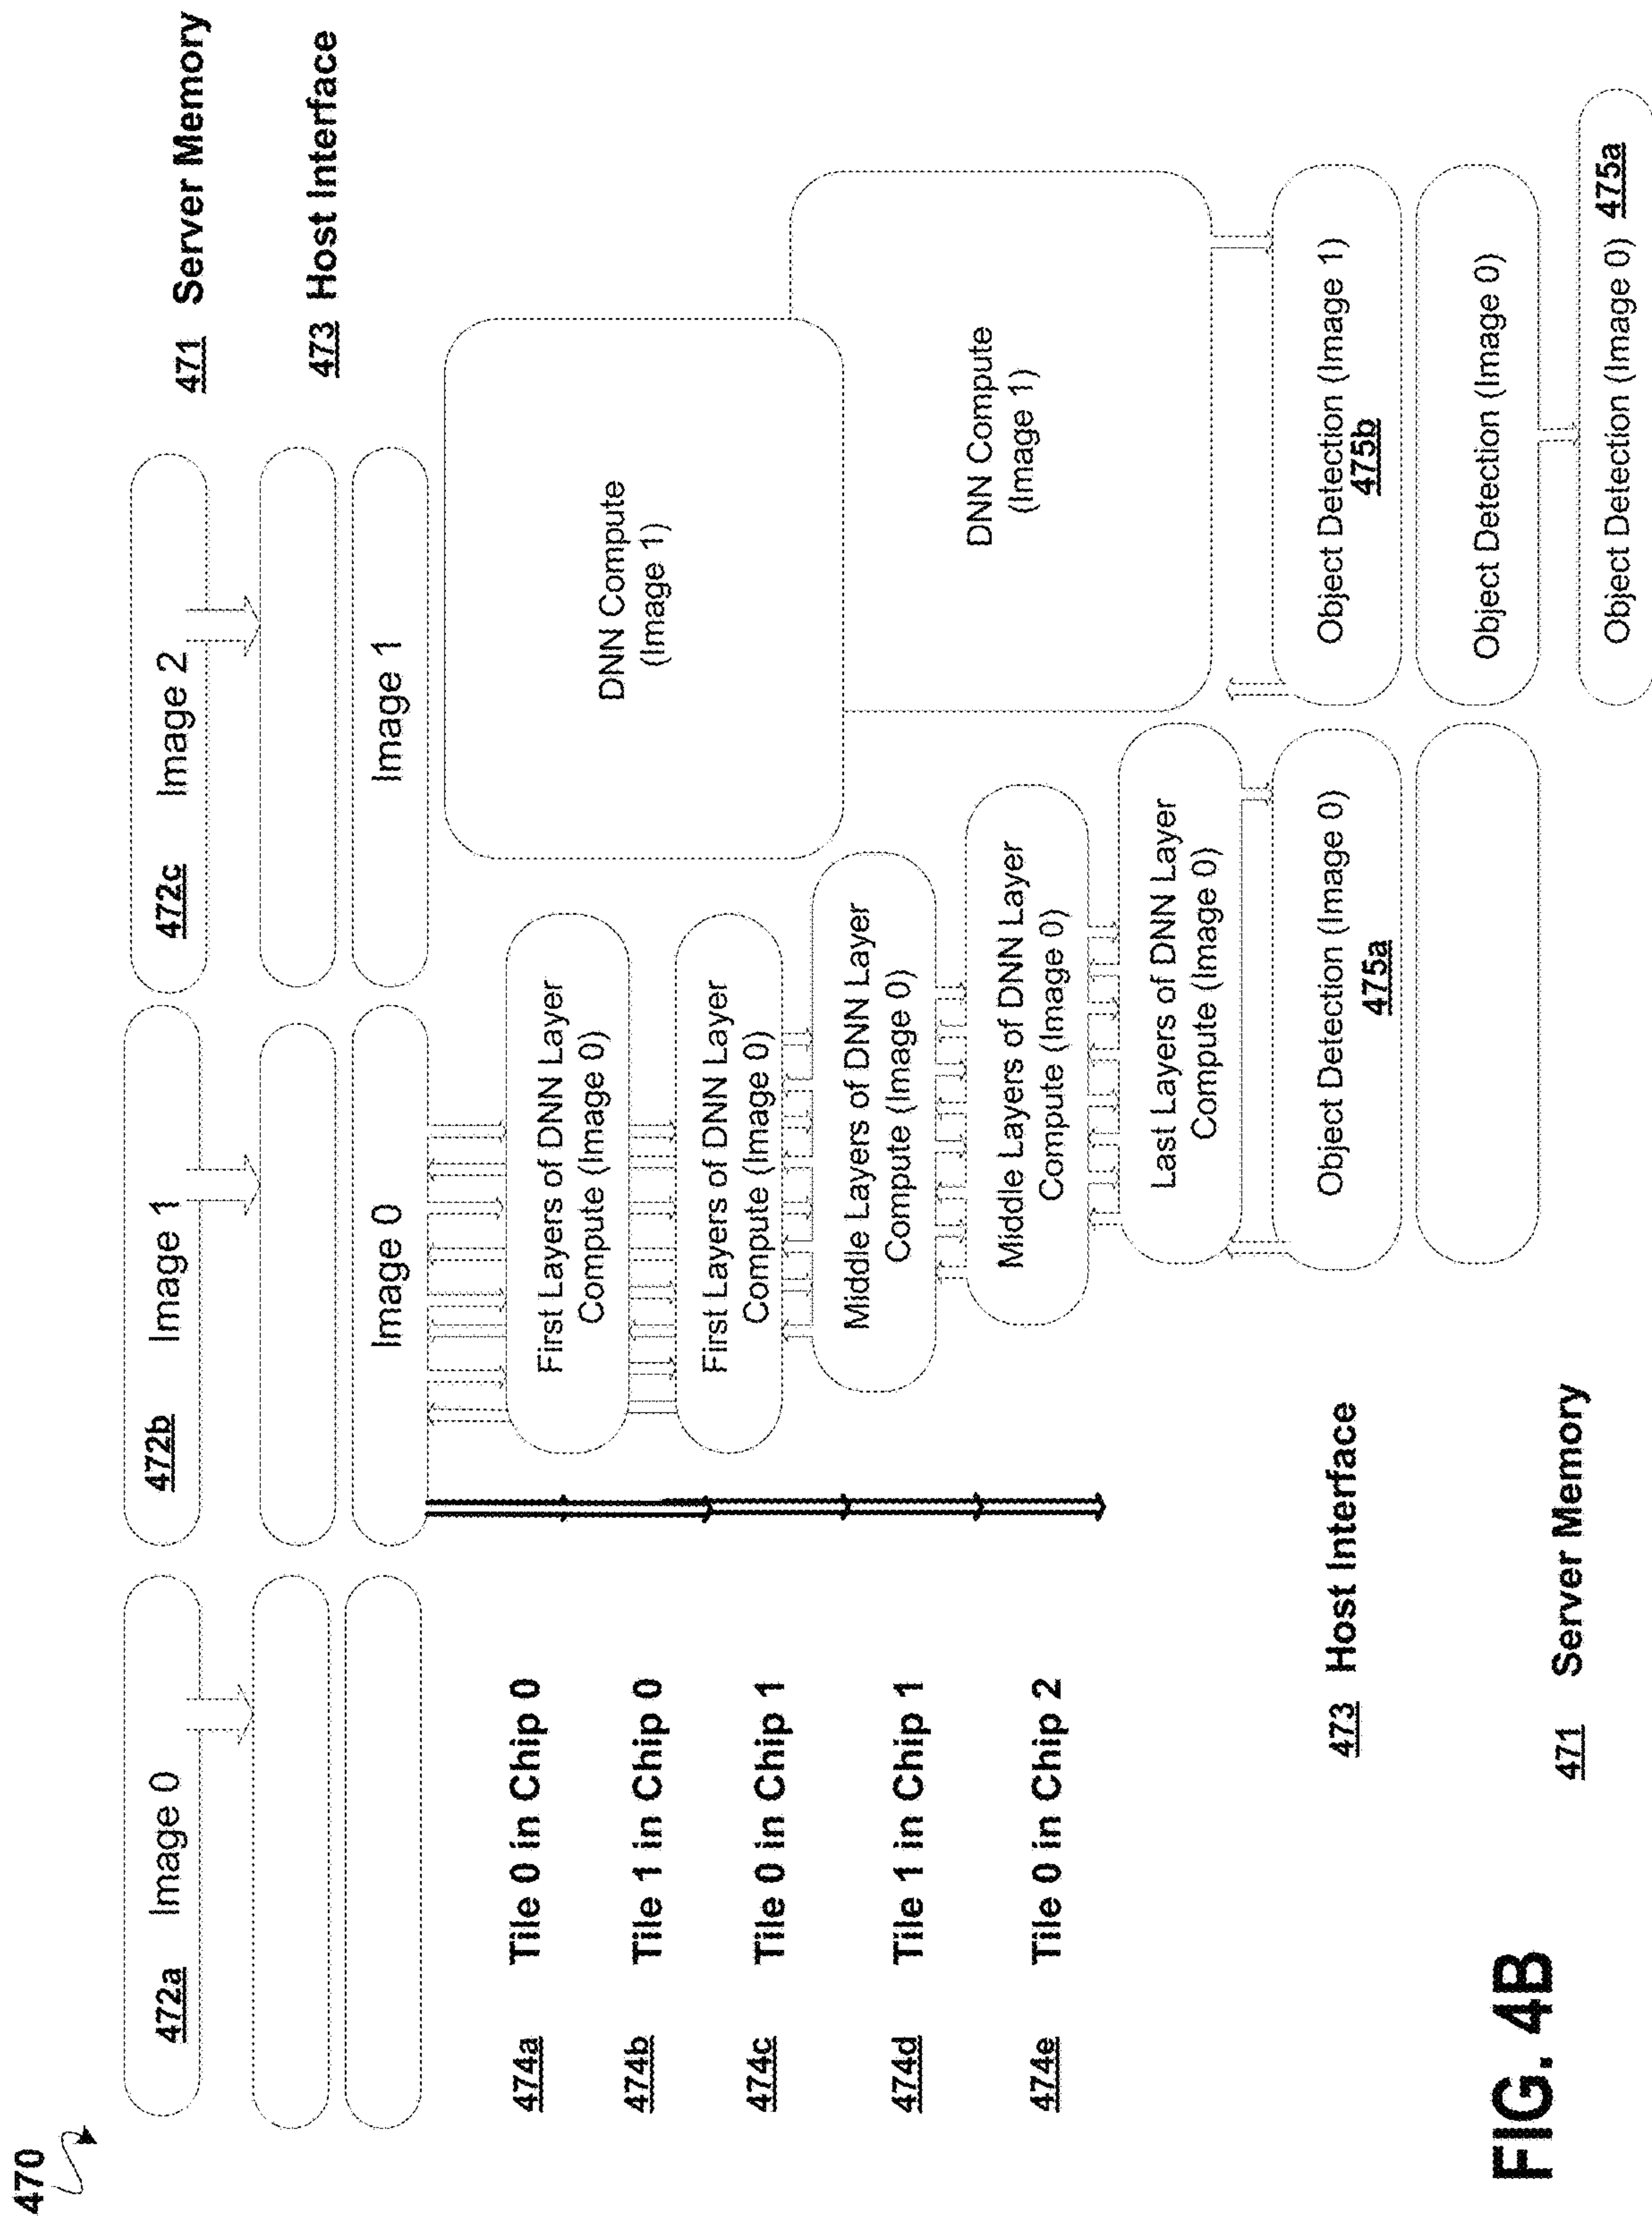 470
472a Image 0
472b Image 1
472c Image 2
471 Server Memory
473 Host Interface
Image 0
Image 1
474a Tile 0 in Chip 0
First Layers of DNN Layer
Compute (Image 0)
DNN Compute
(Image 1)
474b Tile 1 in Chip 0
First Layers of DNN Layer
Compute (Image 0)
474c Tile 0 in Chip 1
Middle Layers of DNN Layer
Compute (Image 0)
474d Tile 1 in Chip 1
Middle Layers of DNN Layer
Compute (Image 0)
DNN Compute
(Image 1)
474e Tile 0 in Chip 2
Last Layers of DNN Layer
Compute (Image 0)
473 Host Interface
Object Detection (Image 0)
475a
Object Detection (Image 1)
475b
Object Detection (Image 0)
471 Server Memory
Object Detection (Image 0) 475a
FIG. 4B